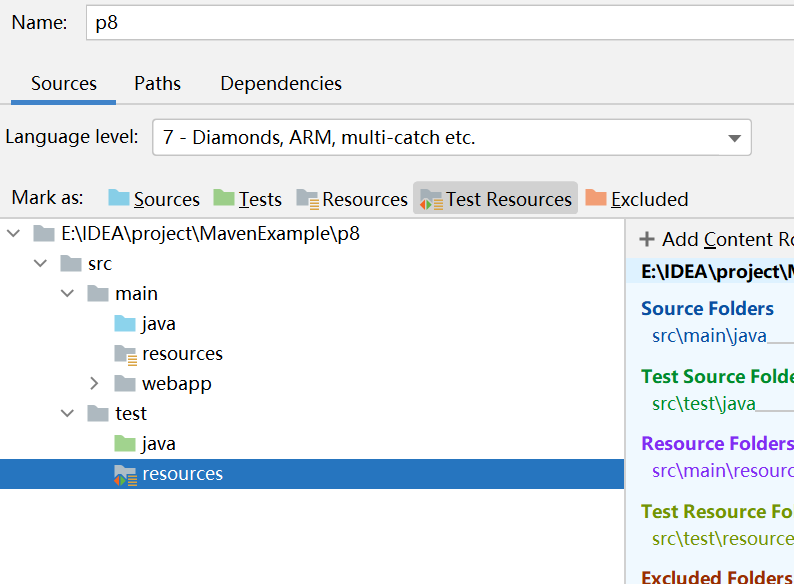 Name: p8
Sources Paths Dependencies
Language level: 7 - Diamonds, ARM, multi-catch etc.
Mark as: Sources Tests Resources Test Resources Excluded
E:\IDEA\project\MavenExample\p8
src
main
java
resources
webapp
test
java
resources
+ Add Content Ro
E:\IDEA\project\M
Source Folders
src\main\java
Test Source Folde
src\test\java
Resource Folders
src\main\resourc
Test Resource Fo
src\test\resource
Excluded Folders